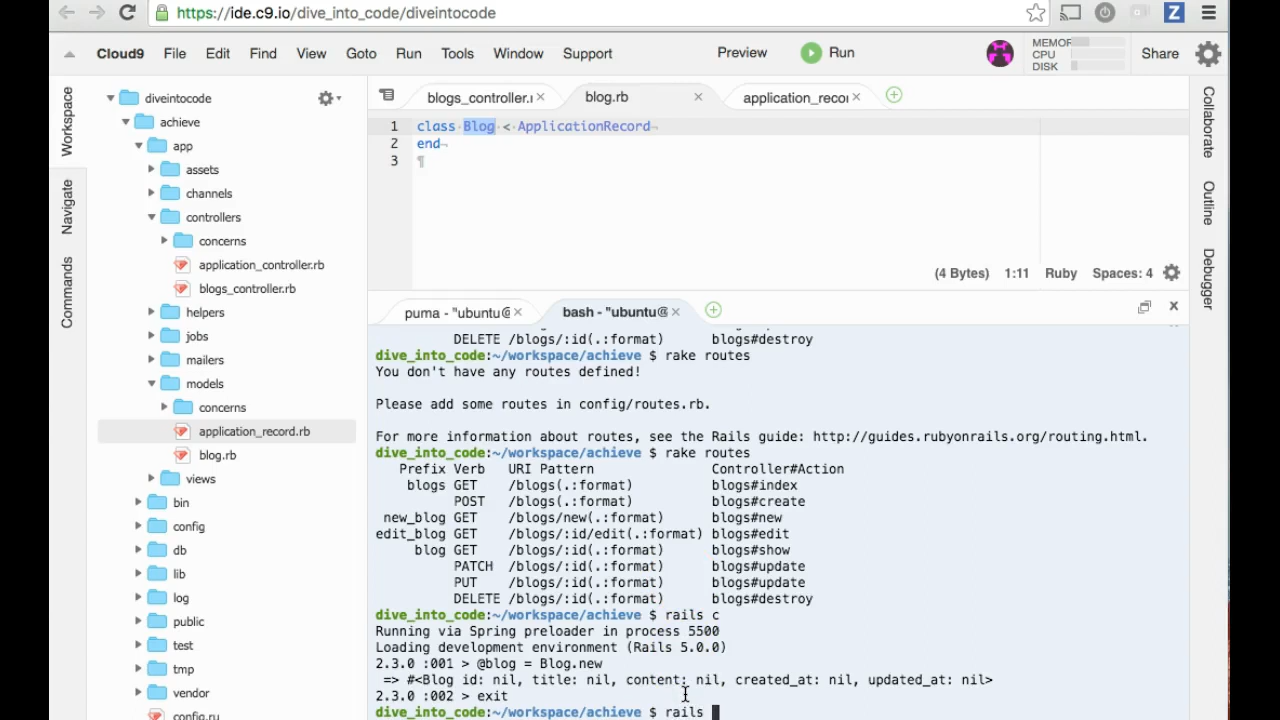 https://ide.c9.io/dive_into_code/diveintocode
Z
Cloud9 File Edit Find View Goto Run Tools Window Support Preview Run
MEMOR
CPU
DISK
Share
Workspace
Navigate
Commands
diveintocode
achieve
app
assets
channels
controllers
concerns
application_controller.rb
blogs_controller.rb
helpers
jobs
mailers
models
concerns
application_record.rb
blog.rb
views
bin
config
db
lib
log
public
test
tmp
vendor
config.ru
blogs_controller.r blog.rb application_recor
1 class Blog < ApplicationRecord
2 end
3
(4 Bytes) 1:11 Ruby Spaces: 4
Collaborate
Outline
Debugger
puma - "ubuntu@ bash - "ubuntu@
DELETE /blogs/:id(.:format) blogs#destroy
dive_into_code:~/workspace/achieve $ rake routes
You don't have any routes defined!
Please add some routes in config/routes.rb.
For more information about routes, see the Rails guide: http://guides.rubyonrails.org/routing.html.
dive_into_code:~/workspace/achieve $ rake routes
Prefix Verb URI Pattern Controller#Action
blogs GET /blogs(.:format) blogs#index
POST /blogs(.:format) blogs#create
new_blog GET /blogs/new(.:format) blogs#new
edit_blog GET /blogs/:id/edit(.:format) blogs#edit
blog GET /blogs/:id(.:format) blogs#show
PATCH /blogs/:id(.:format) blogs#update
PUT /blogs/:id(.:format) blogs#update
DELETE /blogs/:id(.:format) blogs#destroy
dive_into_code:~/workspace/achieve $ rails c
Running via Spring preloader in process 5500
Loading development environment (Rails 5.0.0)
2.3.0 :001 > @blog = Blog.new
=> #<Blog id: nil, title: nil, content: nil, created_at: nil, updated_at: nil>
2.3.0 :002 > exit
dive_into_code:~/workspace/achieve $ rails